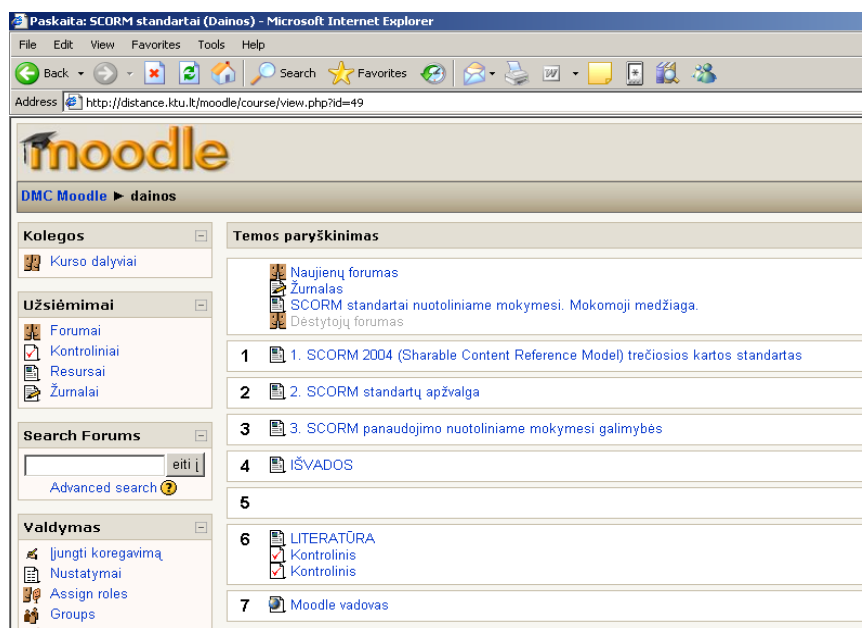 Paskaita: SCORM standartai (Dainos) - Microsoft Internet Explorer
File Edit View Favorites Tools Help
Back Search Favorites
Address http://distance.ktu.lt/moodle/course/view.php?id=49
moodle
DMC Moodle ► dainos
Kolegos
Kurso dalyviai
Užsiėmimai
Forumai
Kontroliniai
Resursai
Žurnalai
Search Forums
eiti į
Advanced search ?
Valdymas
Įjungti koregavimą
Nustatymai
Assign roles
Groups
Temos paryškinimas
Naujienų forumas
Žurnalas
SCORM standartai nuotoliniame mokymesi. Mokomoji medžiaga.
Dėstytojų forumas
1 1. SCORM 2004 (Sharable Content Reference Model) trečiosios kartos standartas
2 2. SCORM standartų apžvalga
3 3. SCORM panaudojimo nuotoliniame mokymesi galimybės
4 IŠVADOS
5
6 LITERATŪRA
Kontrolinis
Kontrolinis
7 Moodle vadovas